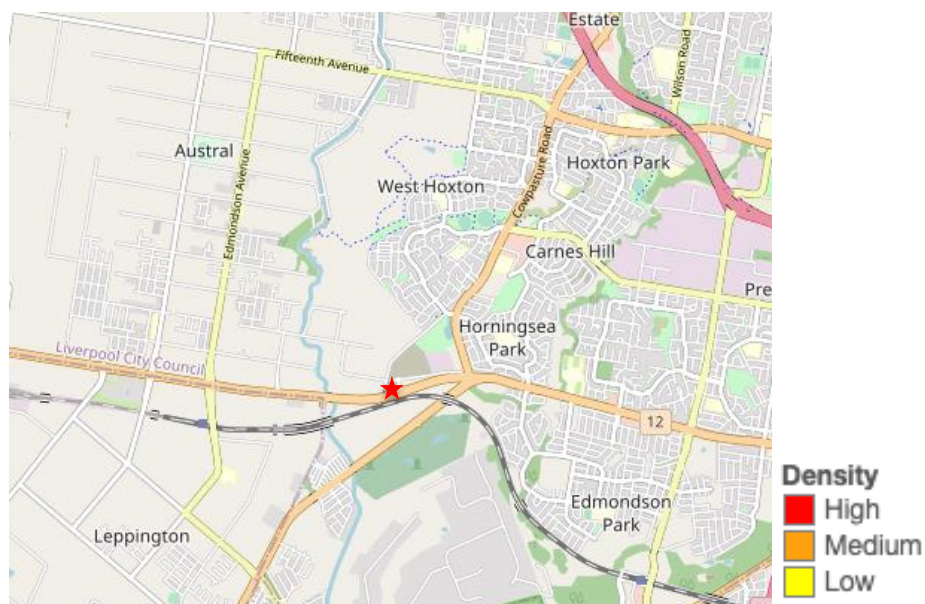 Estate
Fifteenth Avenue
Wilson Road
Austral
Edmondson Avenue
West Hoxton
Cowpasture Road
Hoxton Park
Carnes Hill
Pre
Horningsea
Park
Liverpool City Council
12
Edmondson
Park
Leppington
Density
High
Medium
Low